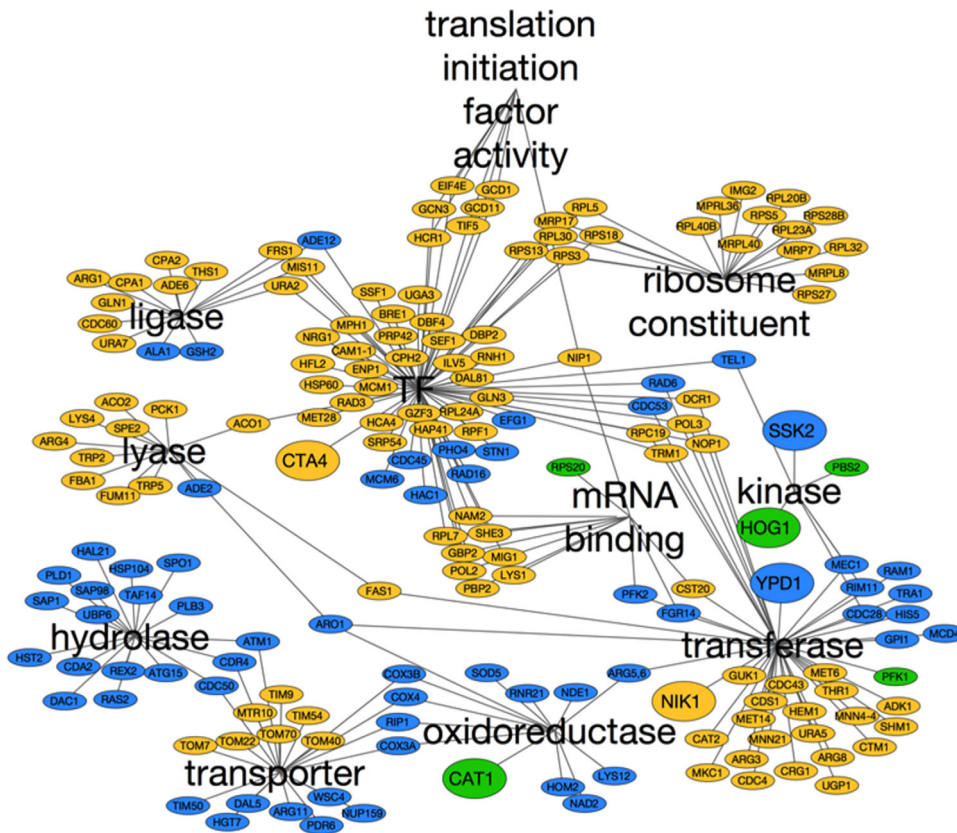 translation
initiation
factor
activity
EIF4E
GCD1
GCN3
GCD11
TIF5
HCR1
RPL5
MRP17
RPL30
RPS18
RPS13
RPS3
IMG2
MPRL36
RPL20B
RPS5
RPS28B
RPL40B
RPL23A
MRPL40
MRP7
RPL32
MRPL8
RPS27
ribosome
constituent
ADE12
FRS1
MIS11
URA2
CPA2
THS1
ARG1
CPA1
ADE6
GLN1
CDC60
URA7
ALA1
GSH2
ligase
SSF1
UGA3
BRE1
DBF4
MPH1
NRG1
PRP42
SEF1
DBP2
CAM1-1
CPH2
RNH1
HFL2
ENP1
ILV5
DAL81
NIP1
HSP60
MCM1
TF
GLN3
RAD3
MET28
GZF3
RPL24A
HCA4
HAP41
RPF1
EFG1
SRP54
PHO4
STN1
CTA4
CDC45
RAD16
MCM6
HAC1
TEL1
RAD6
DCR1
CDC53
POL3
RPC19
NOP1
TRM1
SSK2
PBS2
kinase
HOG1
YPD1
ACO2
PCK1
LYS4
SPE2
ACO1
ARG4
TRP2
FBA1
TRP5
FUM11
ADE2
lyase
RPS20
mRNA
binding
NAM2
RPL7
SHE3
GBP2
MIG1
POL2
LYS1
PBP2
PFK2
CST20
FGR14
FAS1
ARO1
MEC1
RAM1
RIM11
TRA1
CDC28
HIS5
GPI1
MCD4
HAL21
HSP104
SPO1
PLD1
SAP98
TAF14
SAP1
UBP6
PLB3
hydrolase
HST2
CDA2
REX2
ATG15
DAC1
RAS2
ATM1
CDR4
CDC50
transferase
ARG5,6
GUK1
MET6
PFK1
CDC43
THR1
NIK1
CDS1
HEM1
ADK1
MET14
MNN4-4
SHM1
CAT2
MNN21
URA5
CTM1
ARG3
ARG8
MKC1
CDC4
CRG1
UGP1
COX3B
SOD5
RNR21
NDE1
COX4
RIP1
COX3A
oxidoreductase
CAT1
LYS12
HOM2
NAD2
TIM9
MTR10
TIM54
TOM7
TOM22
TOM70
TOM40
transporter
TIM50
DAL5
WSC4
HGT7
ARG11
NUP159
PDR6